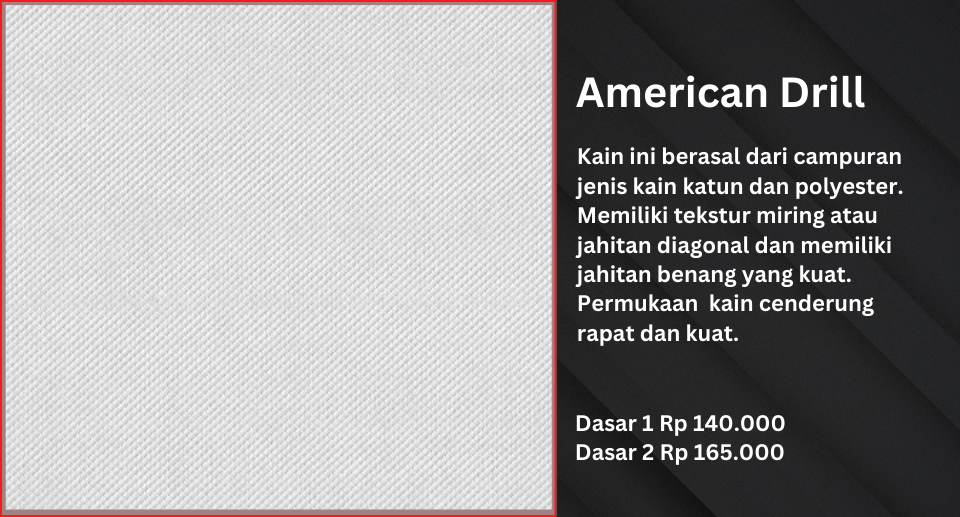 American Drill
Kain ini berasal dari campuran
jenis kain katun dan polyester.
Memiliki tekstur miring atau
jahitan diagonal dan memiliki
jahitan benang yang kuat.
Permukaan  kain cenderung
rapat dan kuat.
Dasar 1 Rp 140.000
Dasar 2 Rp 165.000